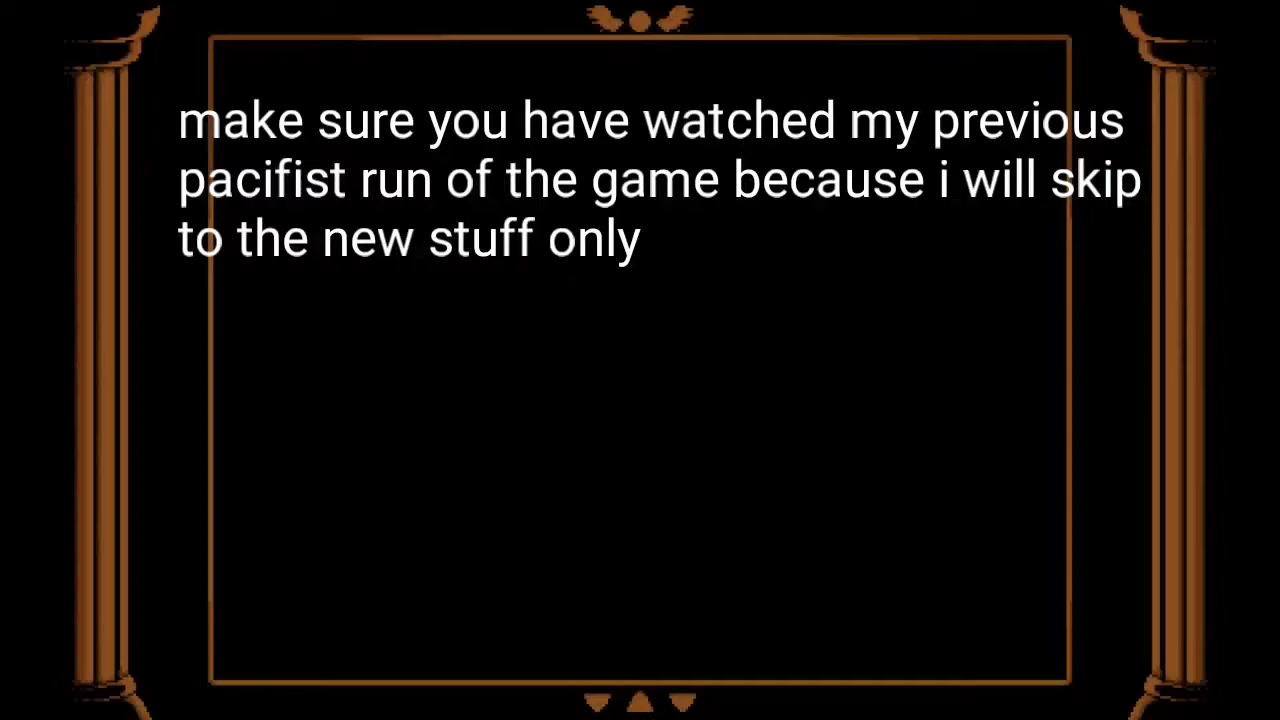 make sure you have watched my previous
pacifist run of the game because i will skip
to the new stuff only